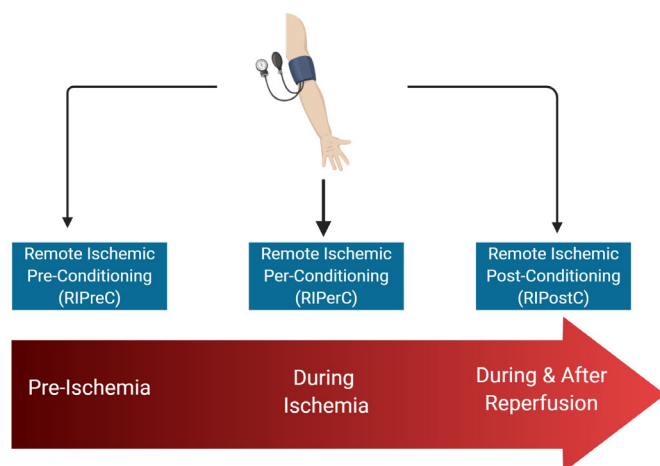 Remote Ischemic
Pre-Conditioning
(RIPreC)
Remote Ischemic
Per-Conditioning
(RIPerC)
Remote Ischemic
Post-Conditioning
(RIPostC)
Pre-Ischemia
During
Ischemia
During & After
Reperfusion